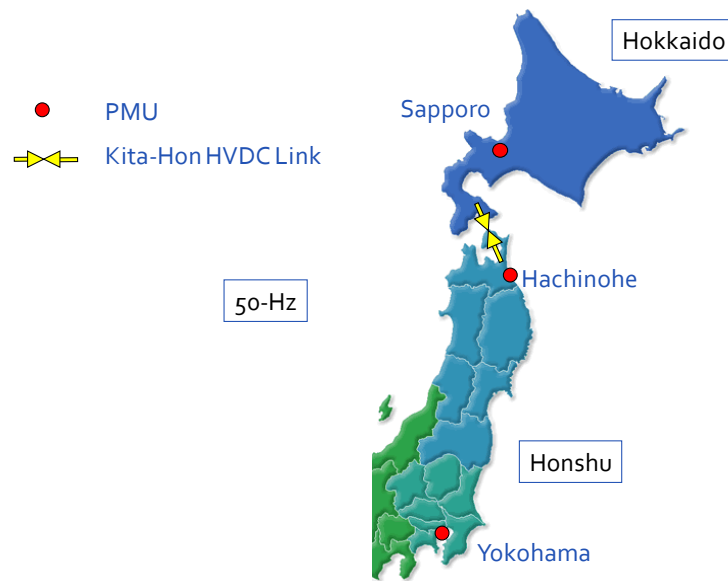 Hokkaido
Sapporo
PMU
Kita-Hon HVDC Link
Hachinohe
50-Hz
Honshu
Yokohama